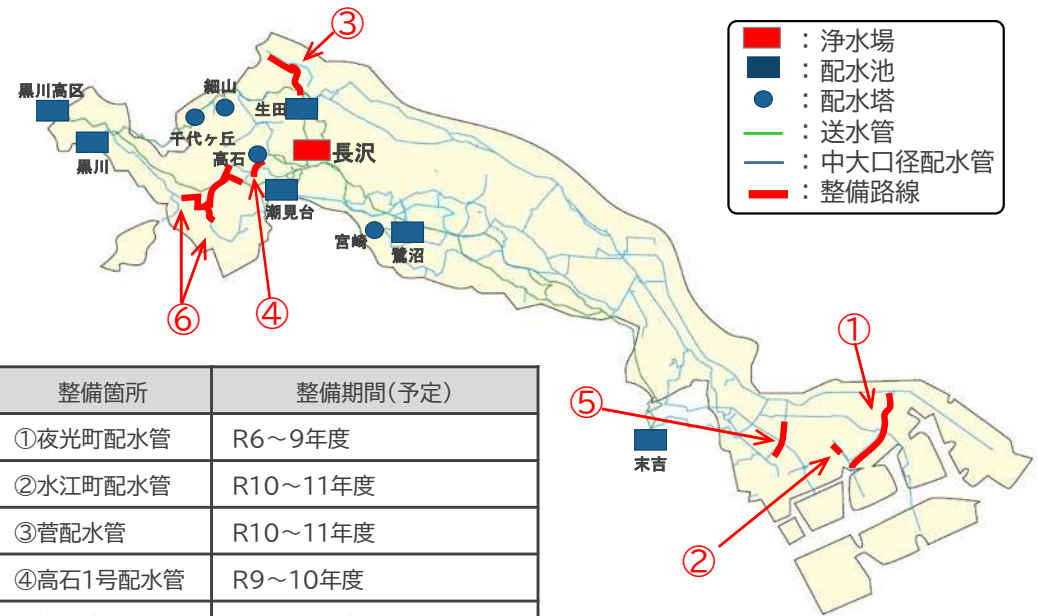 ③
：浄水場
：配水池
：配水塔
：送水管
：中大口径配水管
：整備路線
黒川高区
細山
生田
千代ヶ丘
黒川
高石
長沢
潮見台
宮崎
鷺沼
⑥
④
①
⑤
末吉
②
整備箇所 整備期間(予定)
①夜光町配水管 R6～9年度
②水江町配水管 R10～11年度
③菅配水管 R10～11年度
④高石1号配水管 R9～10年度